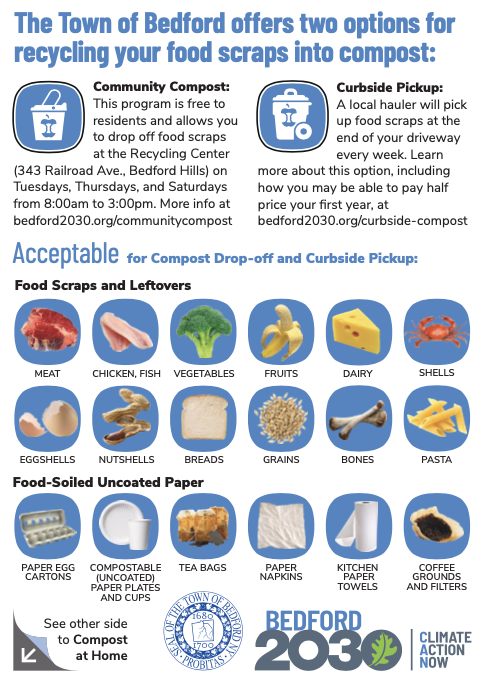 The Town of Bedford offers two options for
recycling your food scraps into compost:
Community Compost:
This program is free to
residents and allows you
to drop off food scraps
at the Recycling Center
(343 Railroad Ave., Bedford Hills) on
Tuesdays, Thursdays, and Saturdays
from 8:00am to 3:00pm. More info at
bedford2030.org/communitycompost
Curbside Pickup:
A local hauler will pick
up food scraps at the
end of your driveway
every week. Learn
more about this option, including
how you may be able to pay half
price your first year, at
bedford2030.org/curbside-compost
Acceptable for Compost Drop-off and Curbside Pickup:
Food Scraps and Leftovers
MEAT
CHICKEN, FISH
VEGETABLES
FRUITS
DAIRY
SHELLS
EGGSHELLS
NUTSHELLS
BREADS
GRAINS
BONES
PASTA
Food-Soiled Uncoated Paper
PAPER EGG
CARTONS
COMPOSTABLE
(UNCOATED)
PAPER PLATES
AND CUPS
TEA BAGS
PAPER
NAPKINS
KITCHEN
PAPER
TOWELS
COFFEE
GROUNDS
AND FILTERS
See other side
to Compost
at Home
SEAL OF THE TOWN OF BEDFORD
1680
1700
PROBITAS
BEDFORD
2030
CLIMATE
ACTION
NOW